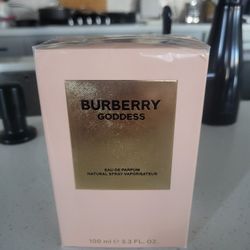 BURBERRY
GODDESS
EAU DE PARFUM
NATURAL SPRAY VAPORISATEUR
100 ml e 3.3 FL. OZ.